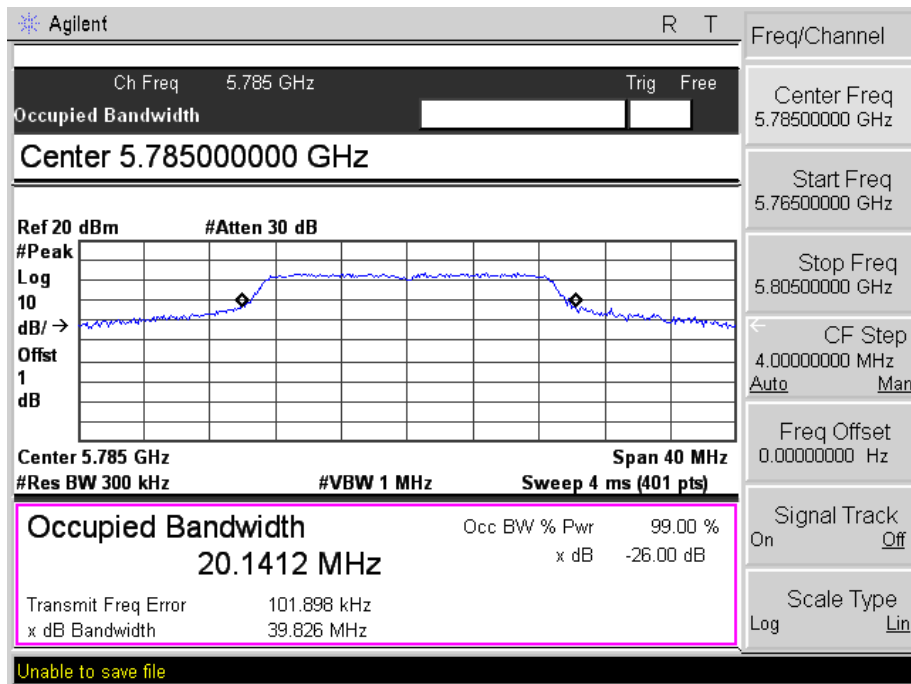 Agilent R T
Ch Freq 5.785 GHz Trig Free
Occupied Bandwidth
Center 5.785000000 GHz
Ref 20 dBm #Atten 30 dB
#Peak
Log
10
dB/
Offst
1
dB
Center 5.785 GHz Span 40 MHz
#Res BW 300 kHz #VBW 1 MHz Sweep 4 ms (401 pts)
Occupied Bandwidth Occ BW % Pwr 99.00 %
20.1412 MHz x dB -26.00 dB
Transmit Freq Error 101.898 kHz
x dB Bandwidth 39.826 MHz
Unable to save file
Freq/Channel
Center Freq
5.78500000 GHz
Start Freq
5.76500000 GHz
Stop Freq
5.80500000 GHz
CF Step
4.00000000 MHz
Auto Man
Freq Offset
0.00000000 Hz
Signal Track
On Off
Scale Type
Log Lin